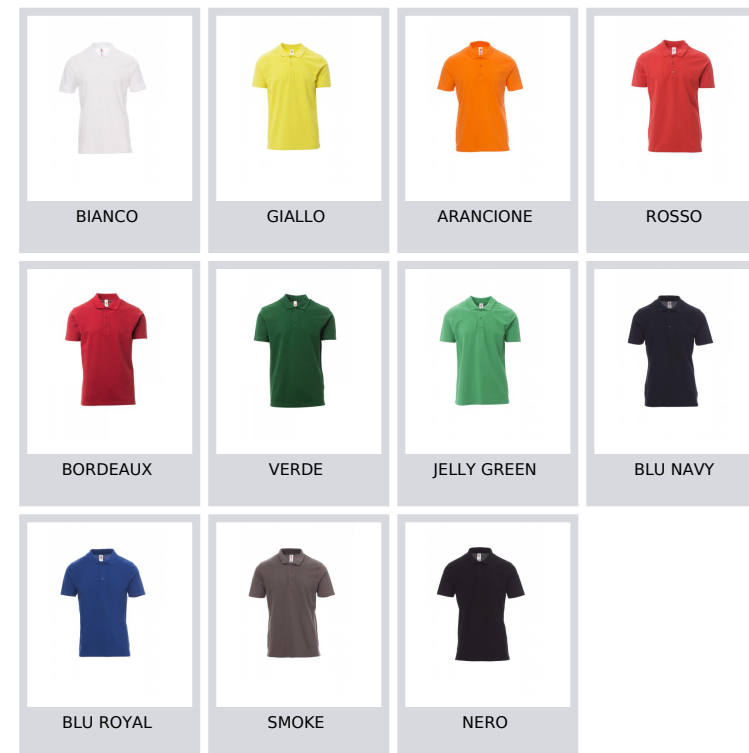 BIANCO
GIALLO
ARANCIONE
ROSSO
BORDEAUX
VERDE
JELLY GREEN
BLU NAVY
BLU ROYAL
SMOKE
NERO